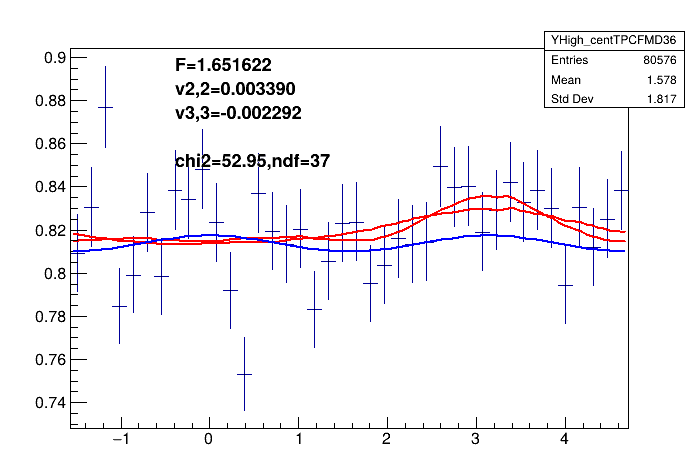 YHigh_centTPCFMD36
Entries 80576
Mean 1.578
Std Dev 1.817
F=1.651622
v2,2=0.003390
v3,3=-0.002292
chi2=52.95,ndf=37
0.9
0.88
0.86
0.84
0.82
0.8
0.78
0.76
0.74
−1 0 1 2 3 4